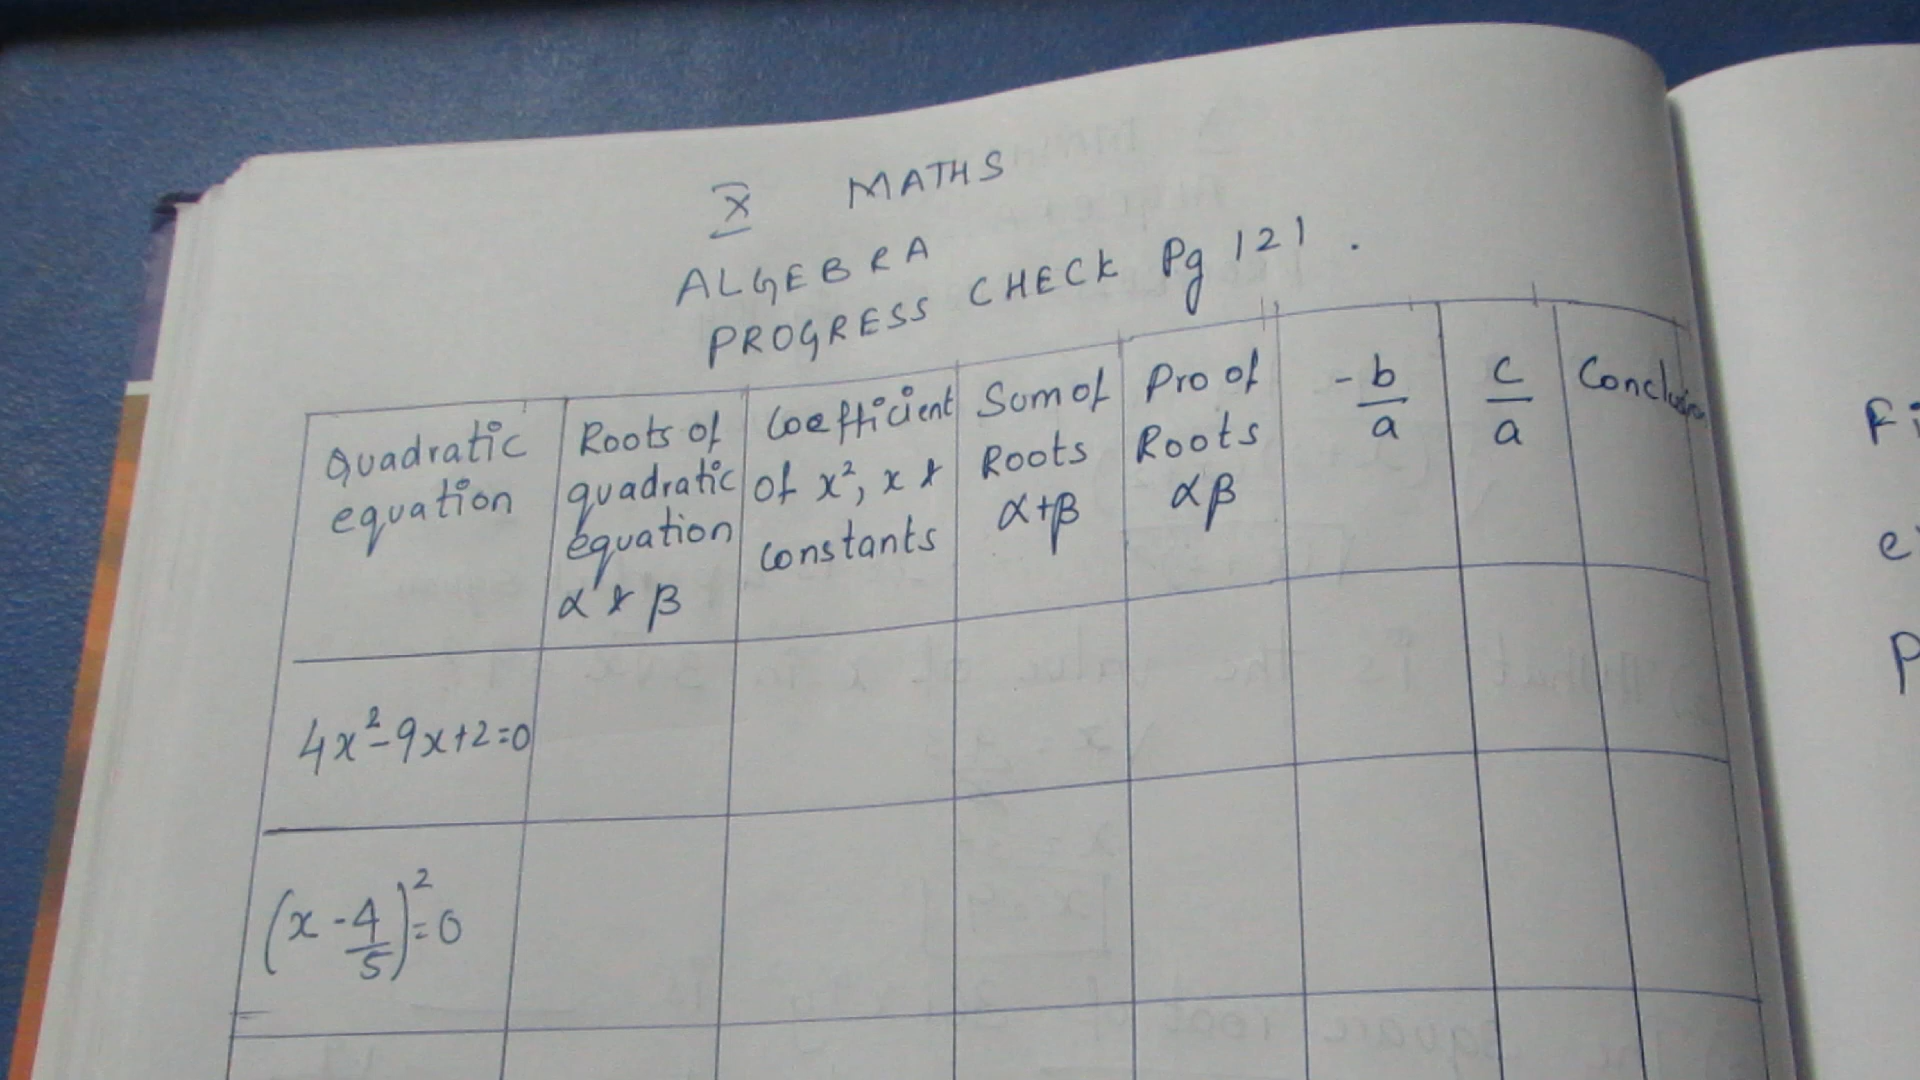 X MATHS
ALGEBRA
PROGRESS CHECK Pg 121.
Quadratic equation
Roots of quadratic equation α & β
Coefficient of x², x & constants
Sum of Roots α+β
Pro of Roots αβ
-b/a
c/a
Conclusion
4x²-9x+2=0
(x-4/5)²=0